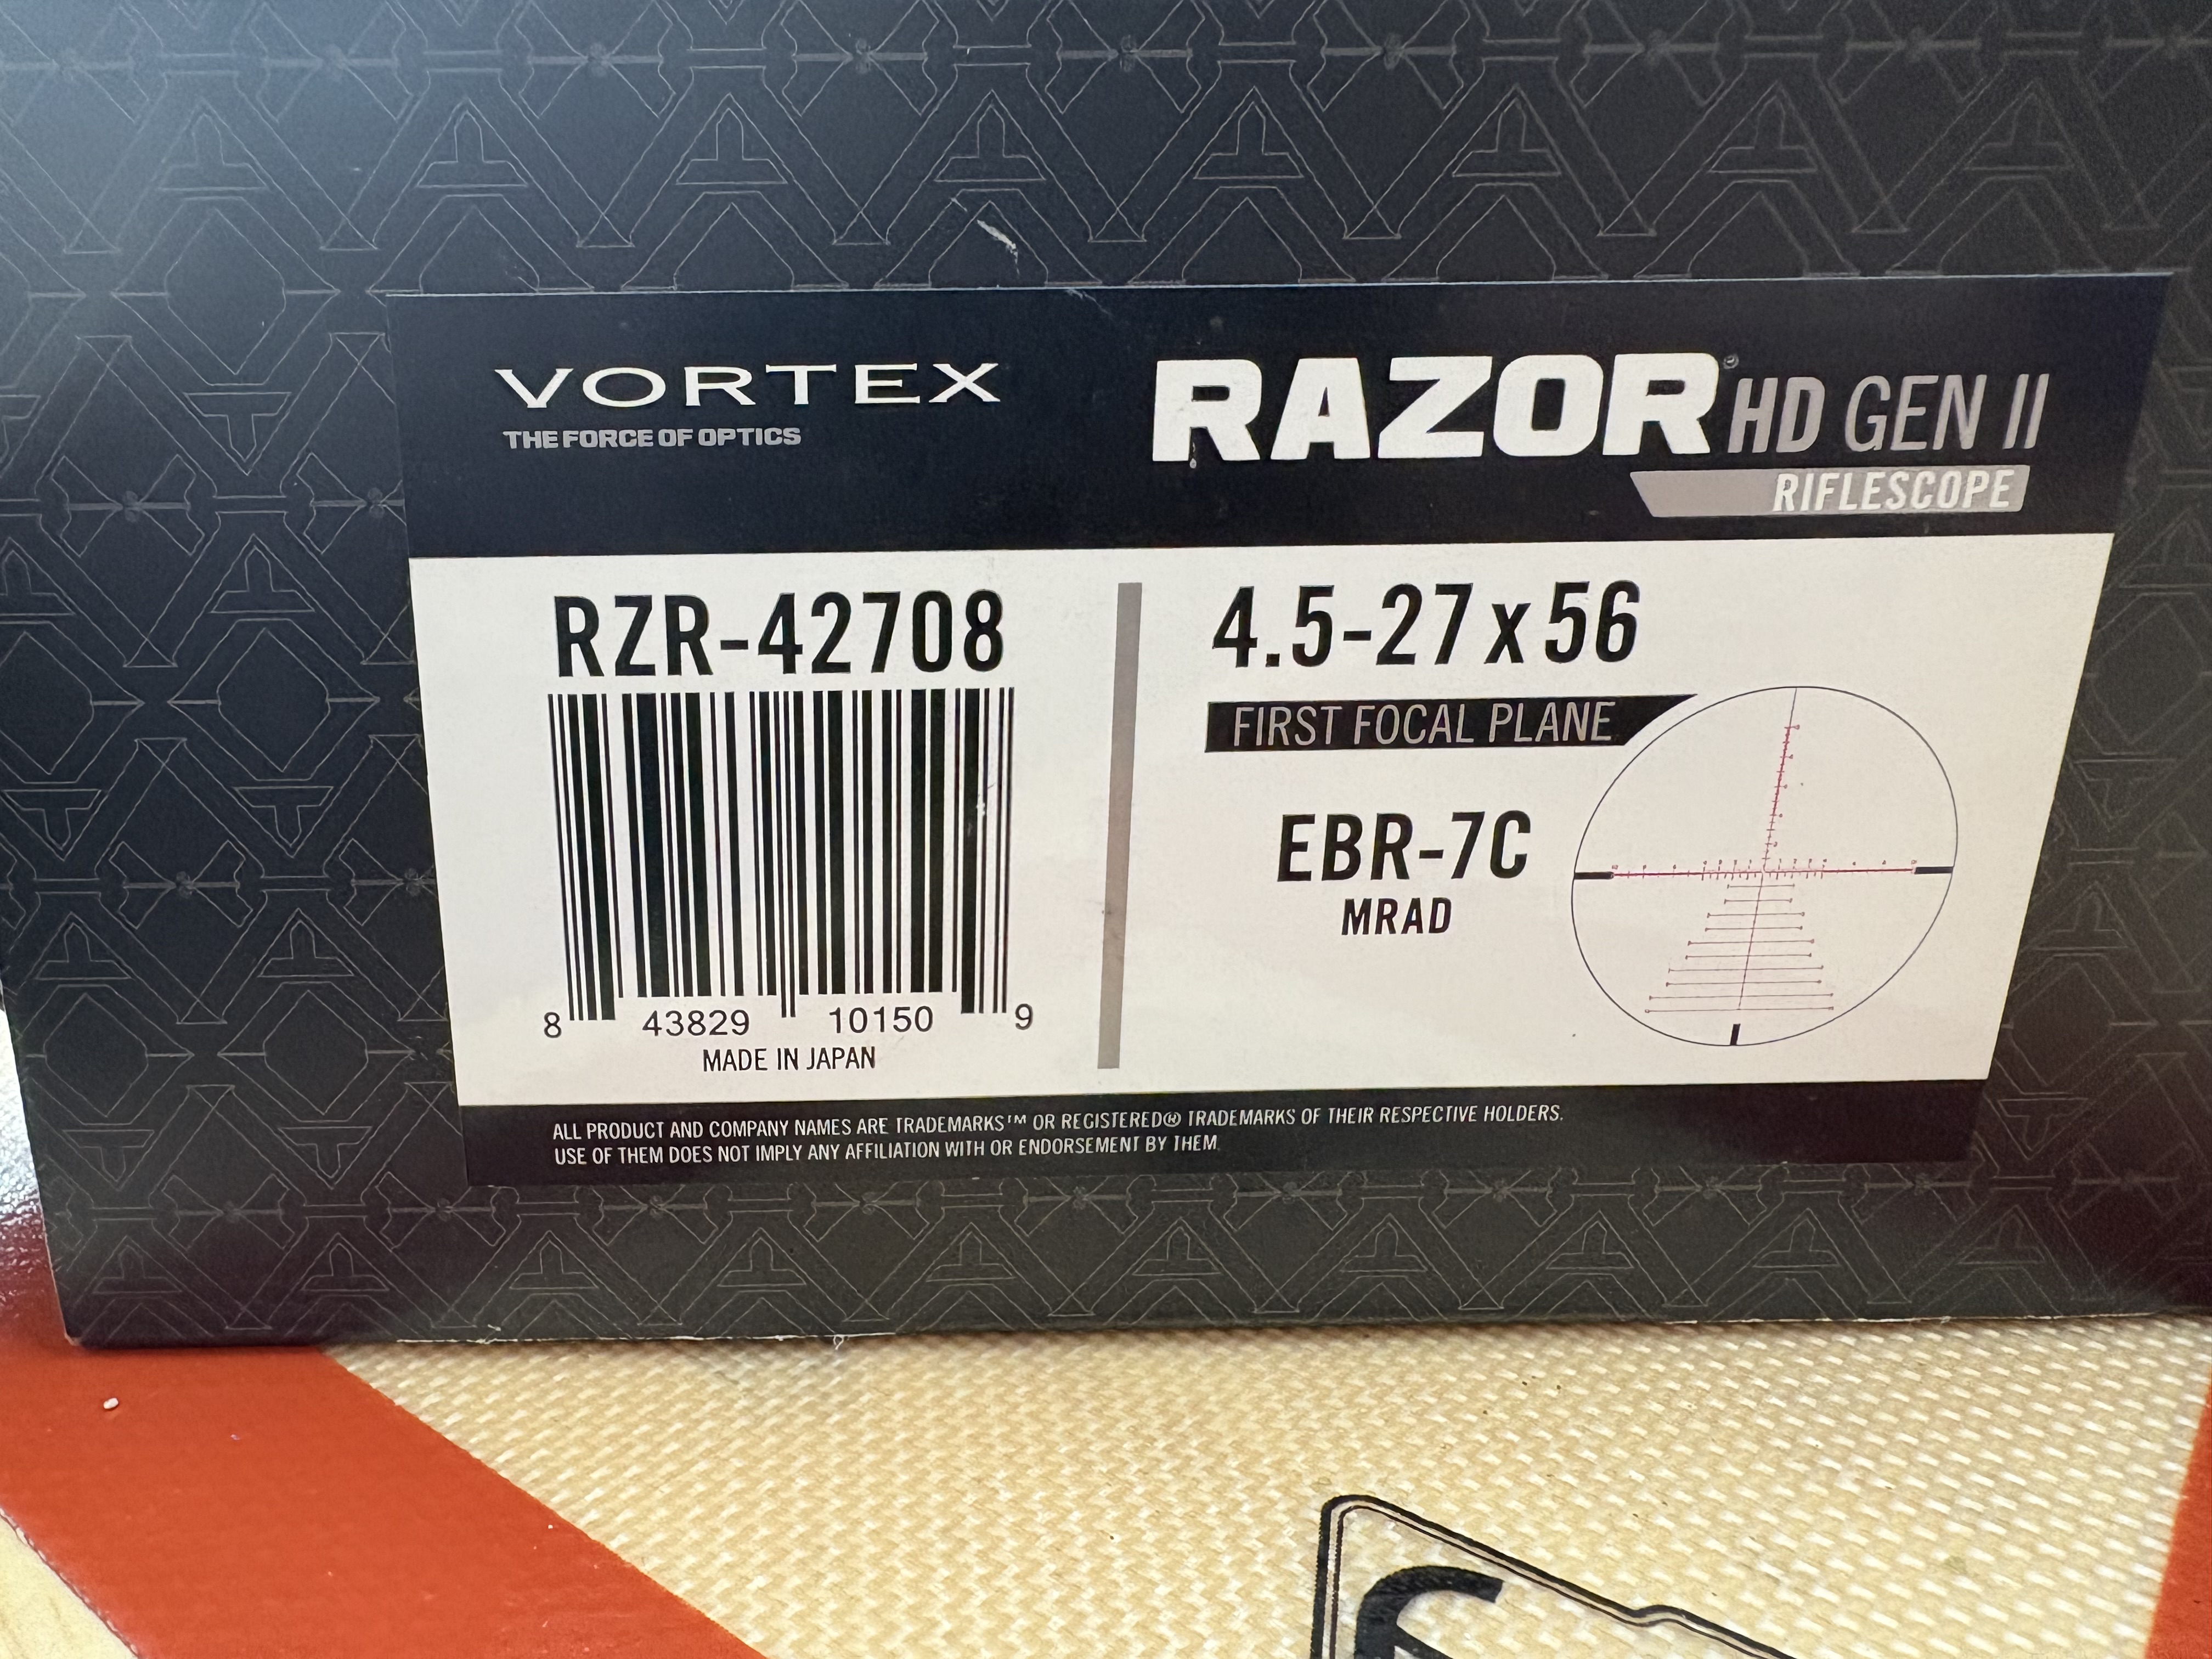 VORTEX
THE FORCE OF OPTICS
RAZOR® HD GEN II
RIFLESCOPE
RZR-42708
8 43829 10150 9
MADE IN JAPAN
4.5-27x56
FIRST FOCAL PLANE
EBR-7C
MRAD
ALL PRODUCT AND COMPANY NAMES ARE TRADEMARKS™ OR REGISTERED® TRADEMARKS OF THEIR RESPECTIVE HOLDERS.
USE OF THEM DOES NOT IMPLY ANY AFFILIATION WITH OR ENDORSEMENT BY THEM.